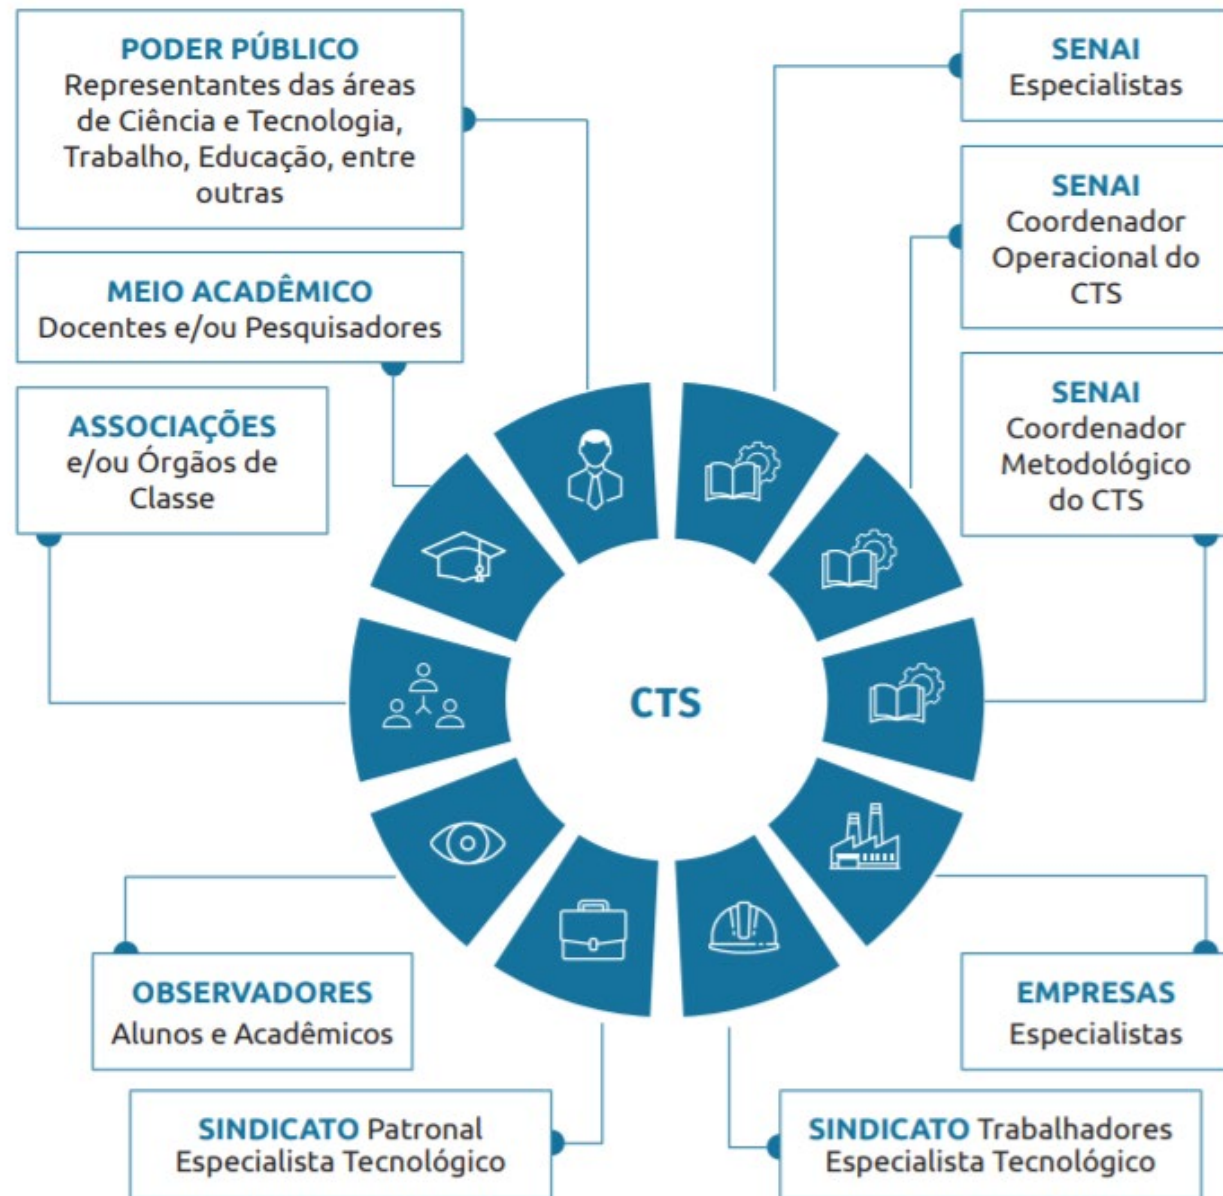 PODER PÚBLICO
Representantes das áreas
de Ciência e Tecnologia,
Trabalho, Educação, entre
outras
MEIO ACADÊMICO
Docentes e/ou Pesquisadores
ASSOCIAÇÕES
e/ou Órgãos de
Classe
SENAI
Especialistas
SENAI
Coordenador
Operacional do
CTS
SENAI
Coordenador
Metodológico
do CTS
CTS
OBSERVADORES
Alunos e Acadêmicos
EMPRESAS
Especialistas
SINDICATO Patronal
Especialista Tecnológico
SINDICATO Trabalhadores
Especialista Tecnológico